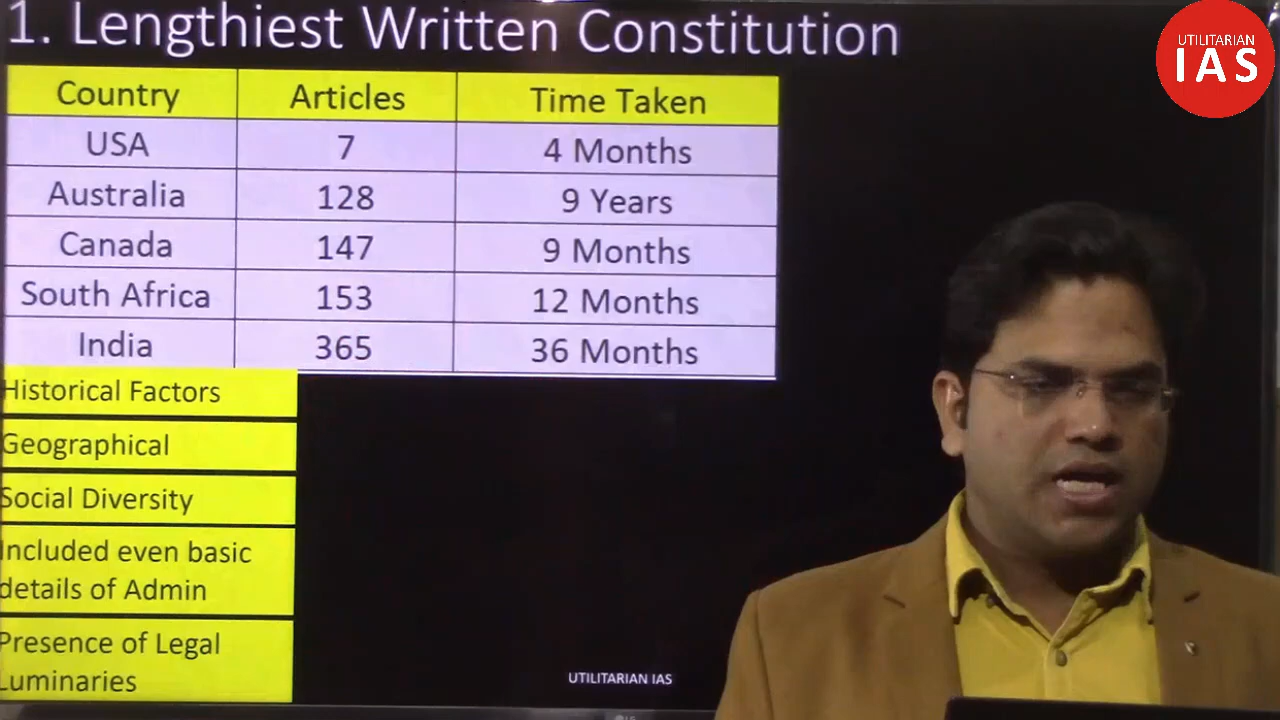 1. Lengthiest Written Constitution
UTILITARIAN
IAS
Country Articles Time Taken
USA 7 4 Months
Australia 128 9 Years
Canada 147 9 Months
South Africa 153 12 Months
India 365 36 Months
Historical Factors
Geographical
Social Diversity
Included even basic
details of Admin
Presence of Legal
Luminaries
UTILITARIAN IAS
LG